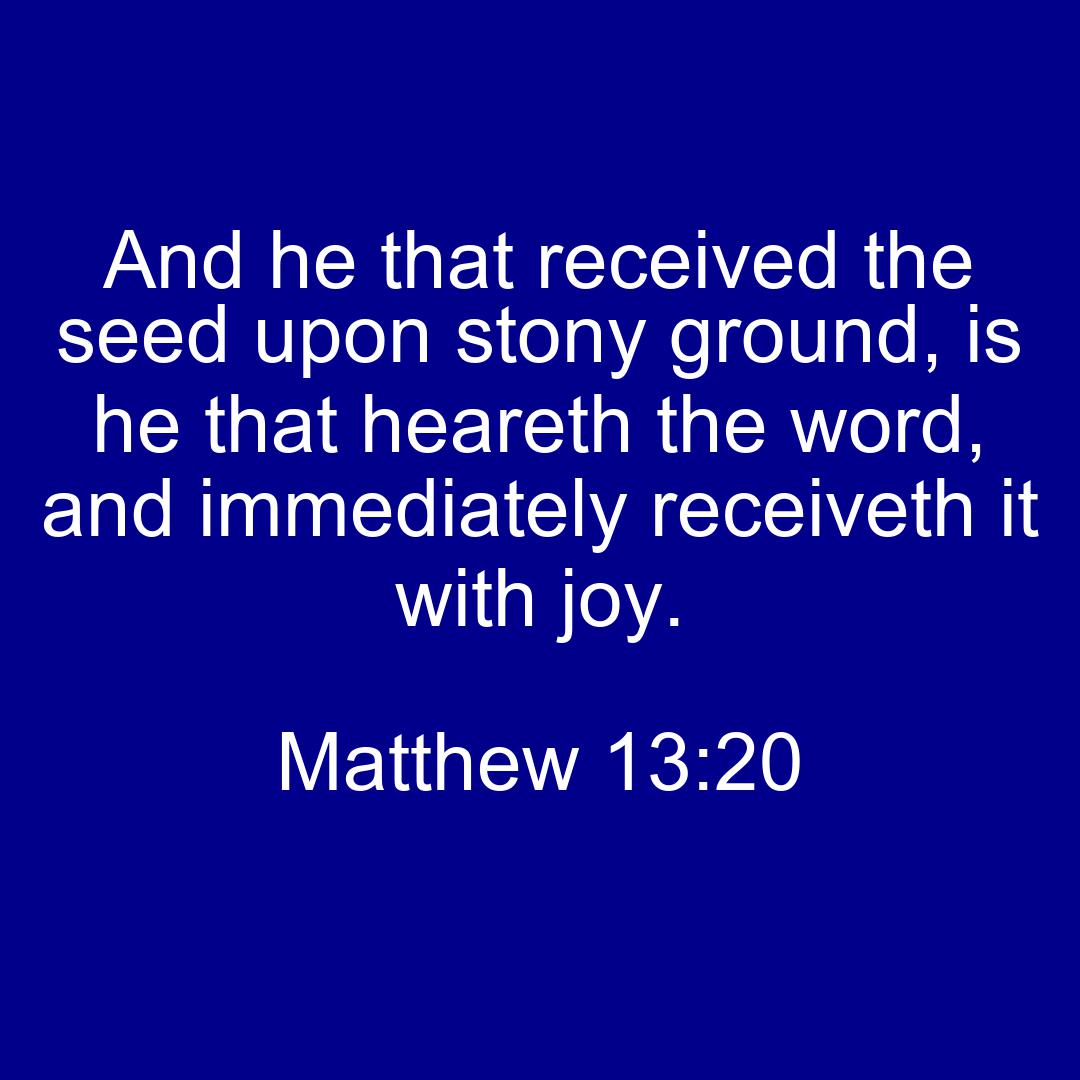 And he that received the
seed upon stony ground, is
he that heareth the word,
and immediately receiveth it
with joy.
Matthew 13:20